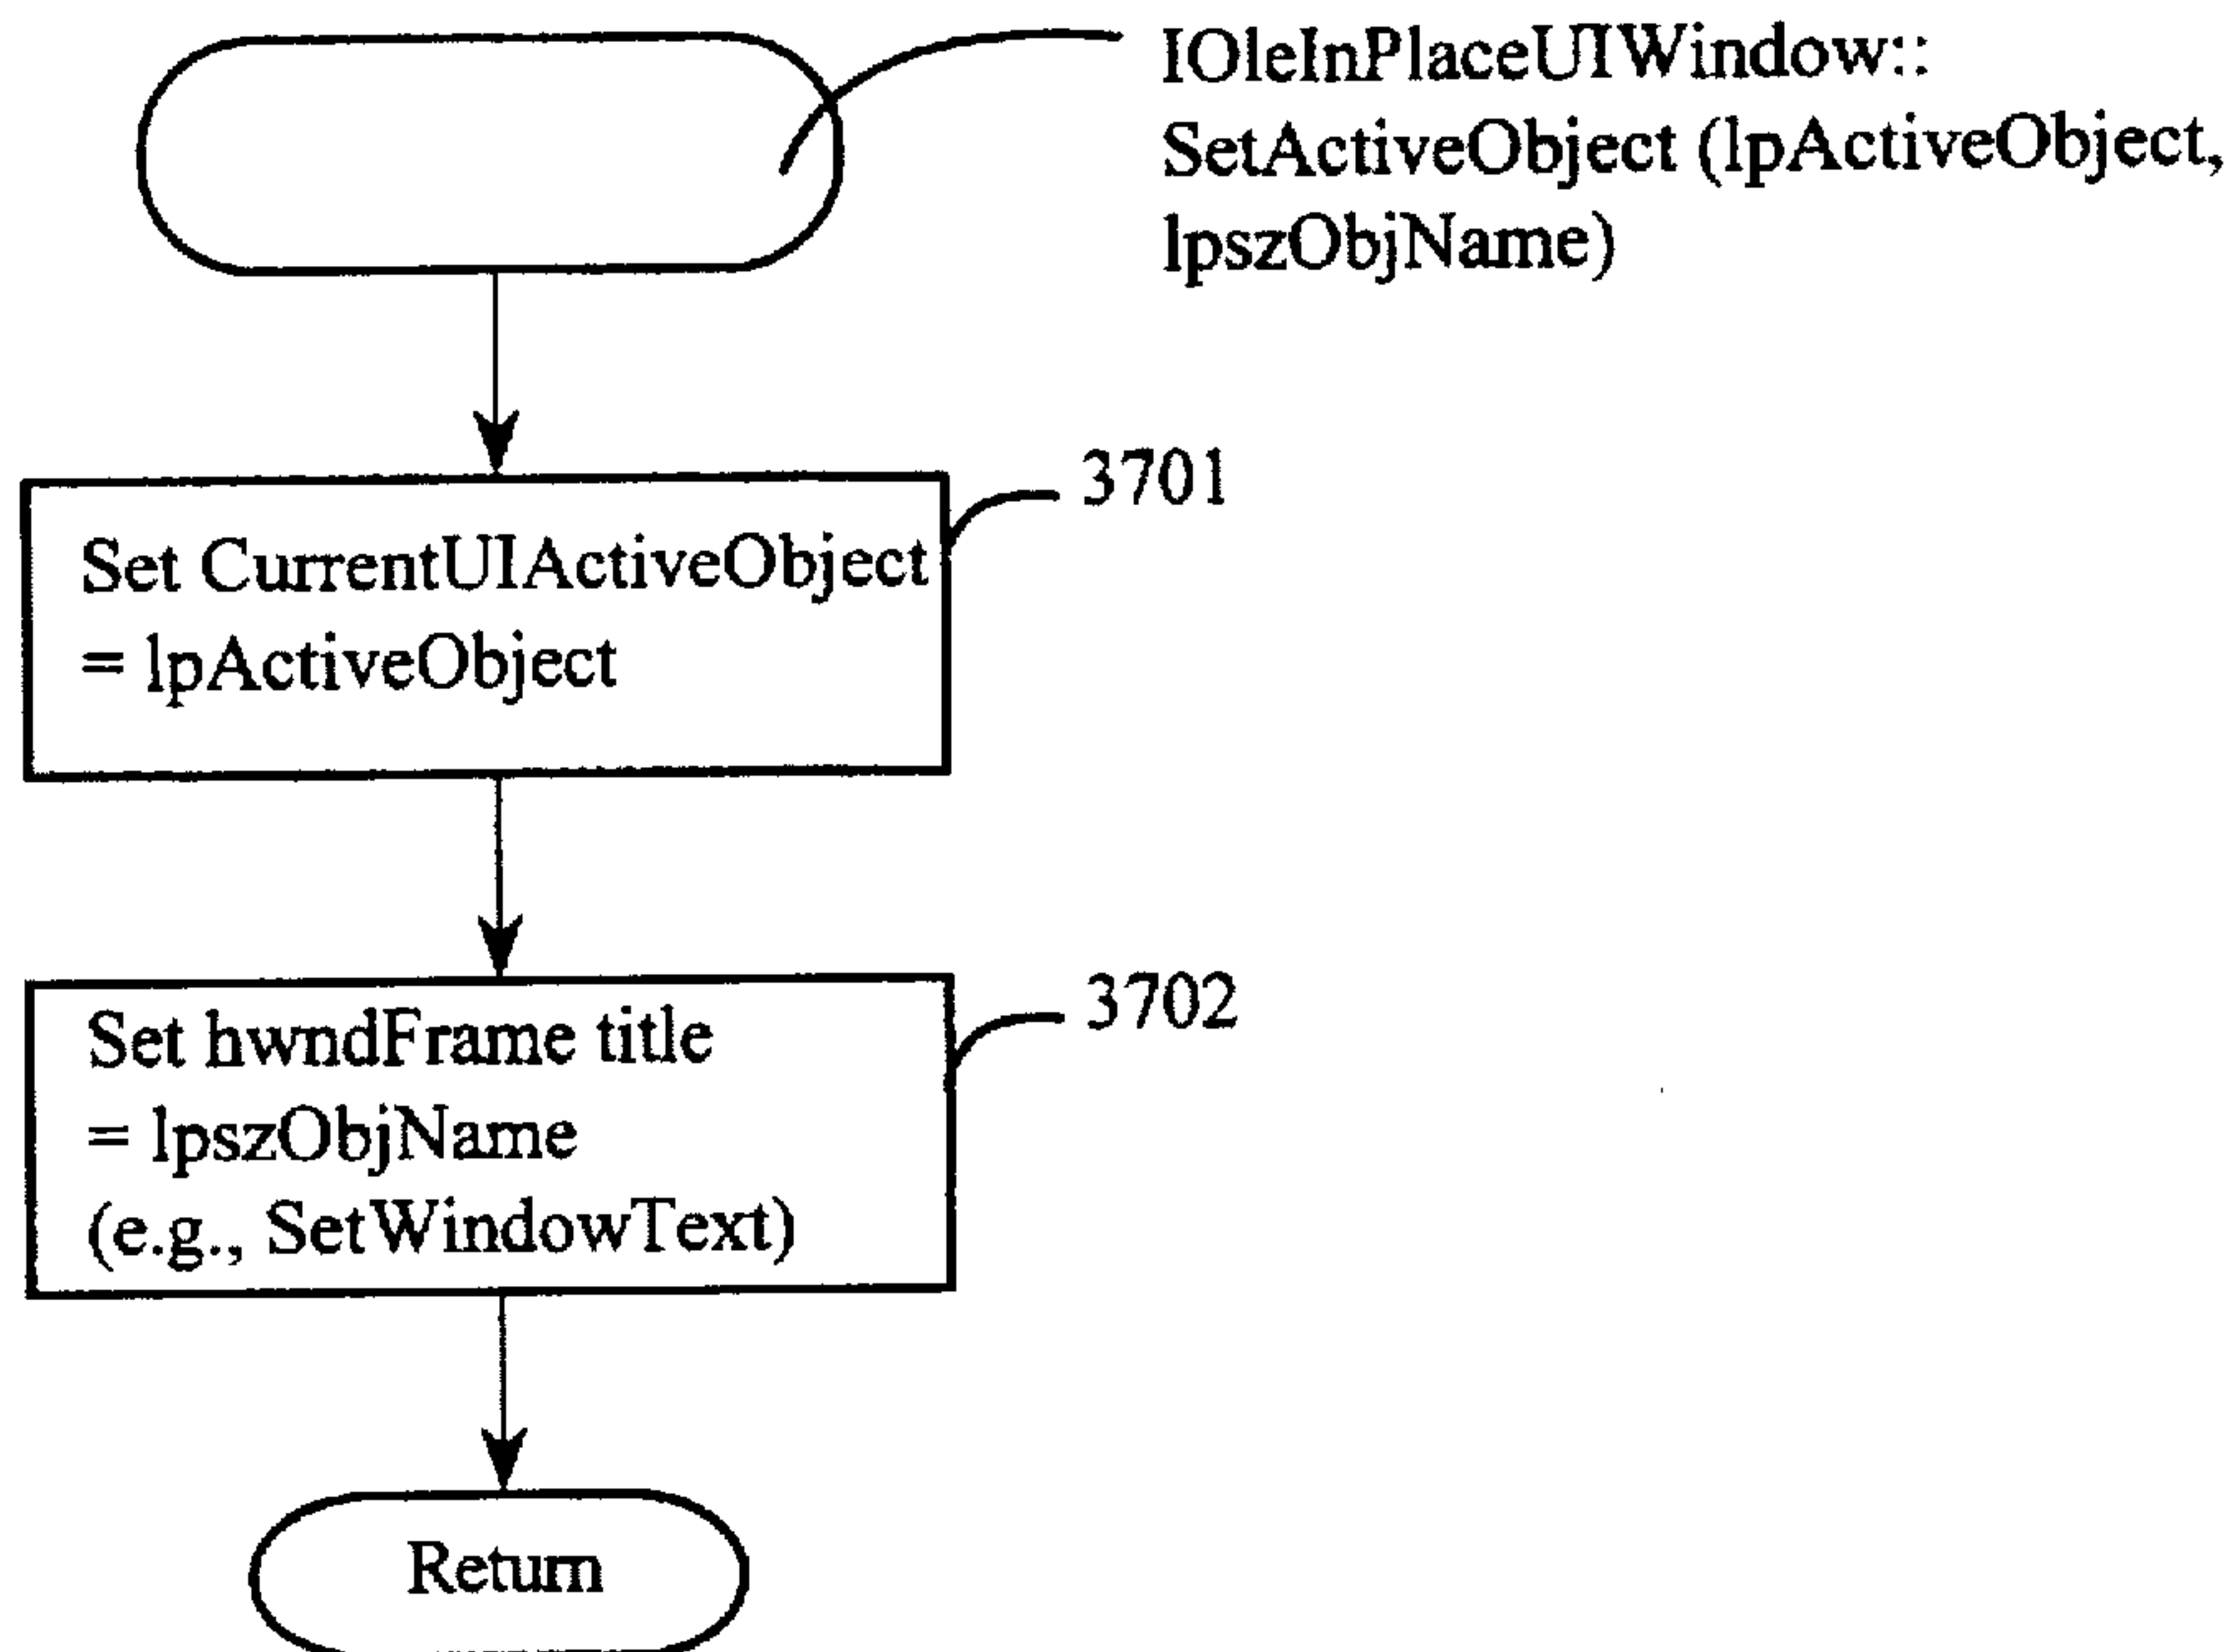 IOleInPlaceUIWindow::
SetActiveObject (lpActiveObject,
lpszObjName)
3701
Set CurrentUIActiveObject
= lpActiveObject
3702
Set hwndFrame title
= lpszObjName
(e.g., SetWindowText)
Return